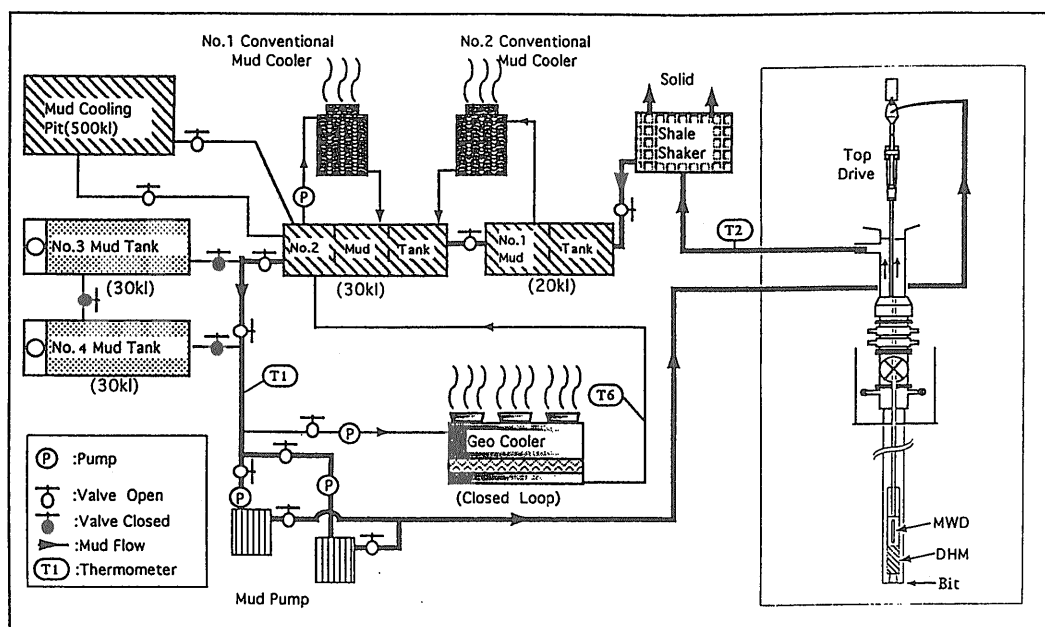 No.1 Conventional
Mud Cooler
No.2 Conventional
Mud Cooler
Solid
Mud Cooling
Pit(500kl)
Shale
Shaker
Top
Drive
P
T2
No.3 Mud Tank
(30kl)
No.2
Mud
Tank
(30kl)
No.1
Mud
Tank
(20kl)
No. 4 Mud Tank
(30kl)
T1
T6
P
Geo Cooler
(Closed Loop)
P
P
P :Pump
:Valve Open
:Valve Closed
:Mud Flow
T1 :Thermometer
Mud Pump
MWD
DHM
Bit